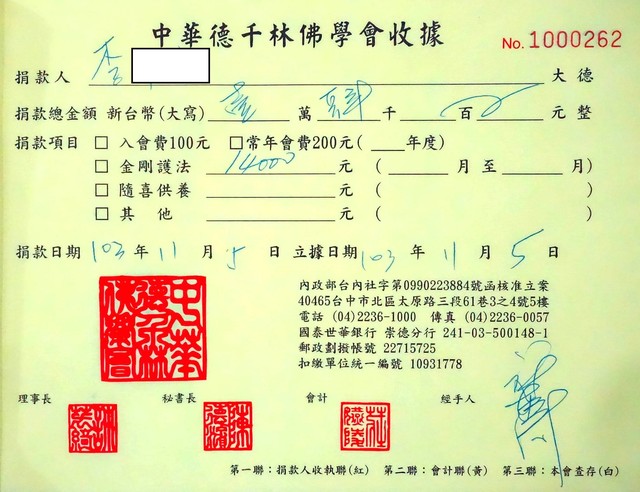 中華德千林佛學會收據
No. 1000262
捐款人 李 大德
捐款總金額 新台幣(大寫) 壹 萬 肆 千 百 元整
捐款項目 □ 入會費100元 □常年會費200元( 年度)
□ 金剛護法 14000 元 ( 月至 月)
□ 隨喜供養 元 ( )
□ 其 他 元 ( )
捐款日期 103 年 11 月 5 日 立據日期 103 年 11 月 5 日
內政部台內社字第0990223884號函核准立案
40465台中市北區太原路三段61巷3之4號5樓
電話 (04)2236-1000 傳真 (04)2236-0057
國泰世華銀行 崇德分行 241-03-500148-1
郵政劃撥帳號 22715725
扣繳單位統一編號 10931778
中華德千林佛學會
理事長 秘書長 會計 經手人
第一聯：捐款人收執聯(紅) 第二聯：會計聯(黃) 第三聯：本會查存(白)